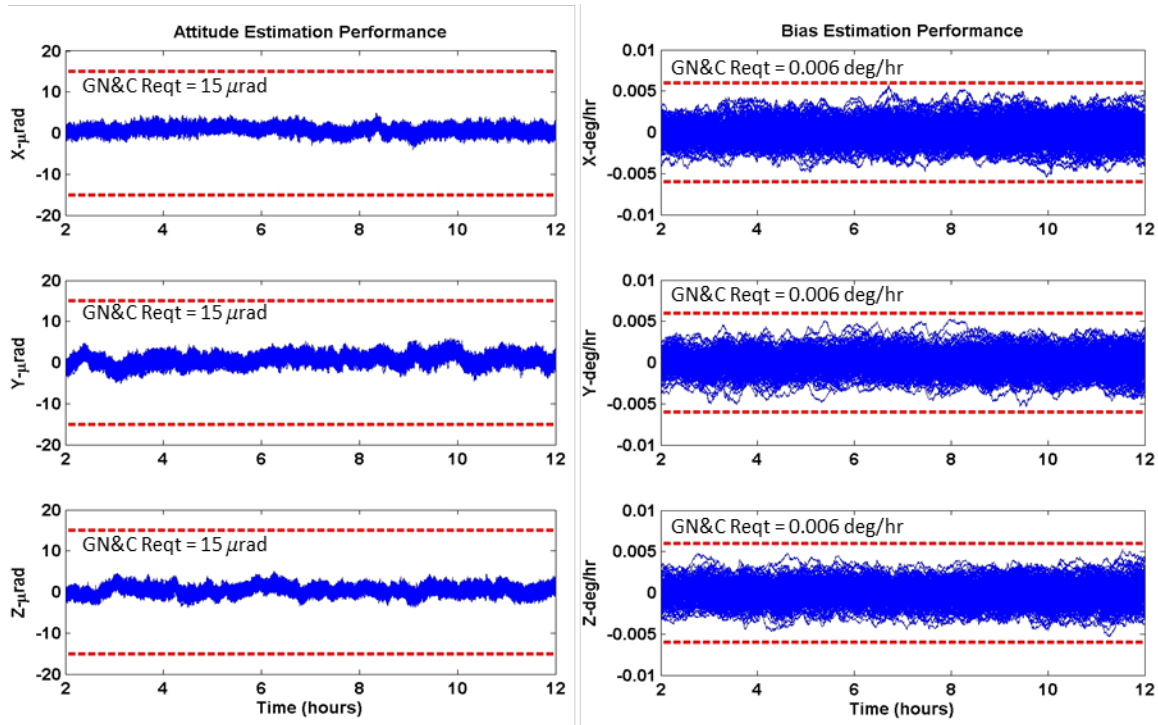 Attitude Estimation Performance
20
10
0
-10
-20
X-μrad
GN&C Reqt = 15 μrad
2 4 6 8 10 12
20
10
0
-10
-20
Y-μrad
GN&C Reqt = 15 μrad
2 4 6 8 10 12
20
10
0
-10
-20
Z-μrad
GN&C Reqt = 15 μrad
2 4 6 8 10 12
Time (hours)
Bias Estimation Performance
0.01
0.005
0
-0.005
-0.01
X-deg/hr
GN&C Reqt = 0.006 deg/hr
2 4 6 8 10 12
0.01
0.005
0
-0.005
-0.01
Y-deg/hr
GN&C Reqt = 0.006 deg/hr
2 4 6 8 10 12
0.01
0.005
0
-0.005
-0.01
Z-deg/hr
GN&C Reqt = 0.006 deg/hr
2 4 6 8 10 12
Time (hours)